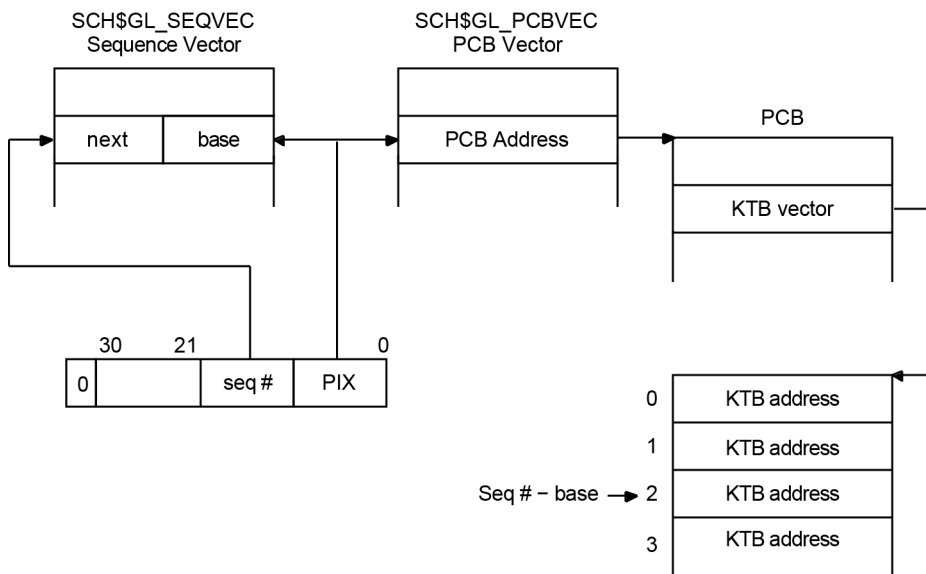 SCH$GL_SEQVEC
Sequence Vector
SCH$GL_PCBVEC
PCB Vector
next
base
PCB Address
PCB
KTB vector
30
21
0
0
seq #
PIX
0
KTB address
1
KTB address
Seq # − base
2
KTB address
3
KTB address